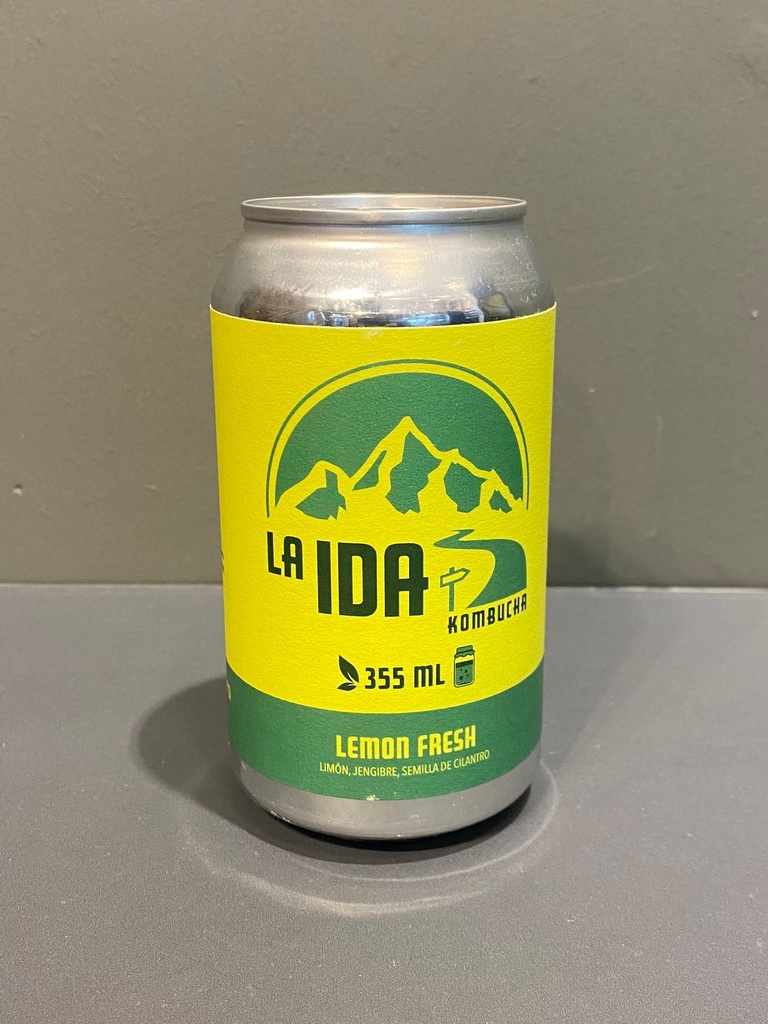 LA IDA
KOMBUCHA
355 ML
LEMON FRESH
LIMÓN, JENGIBRE, SEMILLA DE CILANTRO